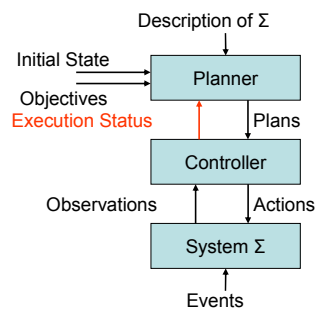 Description of Σ
Initial State
Planner
Objectives
Execution Status
Plans
Controller
Observations
Actions
System Σ
Events